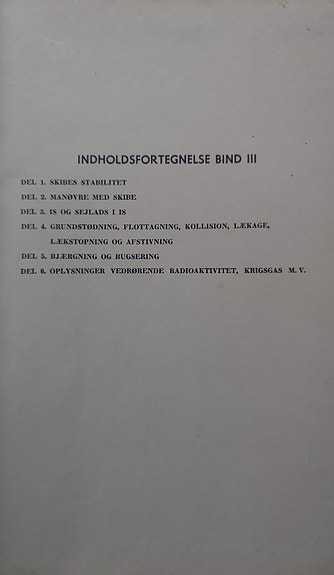 INDHOLDSFORTEGNELSE BIND III
DEL 1. SKIBES STABILITET
DEL 2. MANØVRE MED SKIBE
DEL 3. IS OG SEJLADS I IS
DEL 4. GRUNDSTØDNING, FLOTTAGNING, KOLLISION, LÆKAGE,
LÆKSTOPNING OG AFSTIVNING
DEL 5. BJÆRGNING OG BUGSERING
DEL 6. OPLYSNINGER VEDRØRENDE RADIOAKTIVITET, KRIGSGAS M.V.